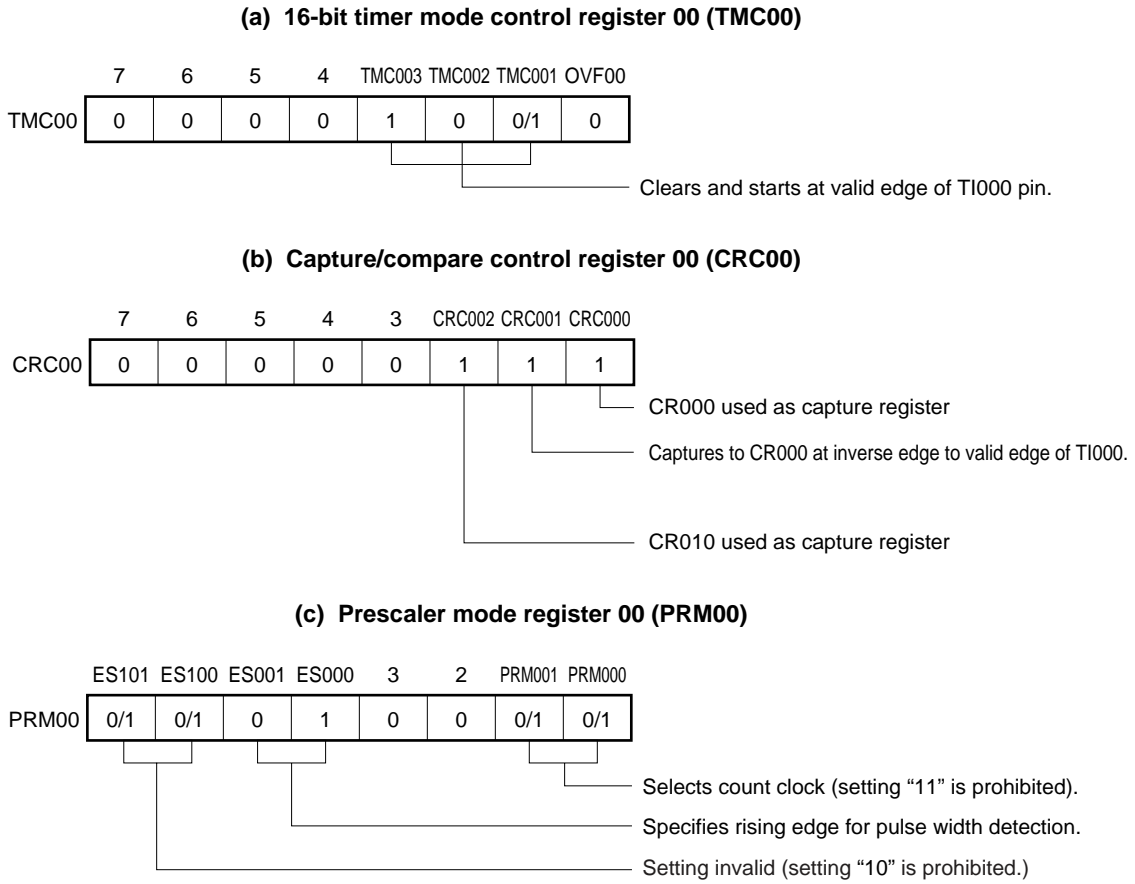 (a) 16-bit timer mode control register 00 (TMC00)
7 6 5 4 TMC003 TMC002 TMC001 OVF00
TMC00 0 0 0 0 1 0 0/1 0
Clears and starts at valid edge of TI000 pin.
(b) Capture/compare control register 00 (CRC00)
7 6 5 4 3 CRC002 CRC001 CRC000
CRC00 0 0 0 0 0 1 1 1
CR000 used as capture register
Captures to CR000 at inverse edge to valid edge of TI000.
CR010 used as capture register
(c) Prescaler mode register 00 (PRM00)
ES101 ES100 ES001 ES000 3 2 PRM001 PRM000
PRM00 0/1 0/1 0 1 0 0 0/1 0/1
Selects count clock (setting “11” is prohibited).
Specifies rising edge for pulse width detection.
Setting invalid (setting “10” is prohibited.)